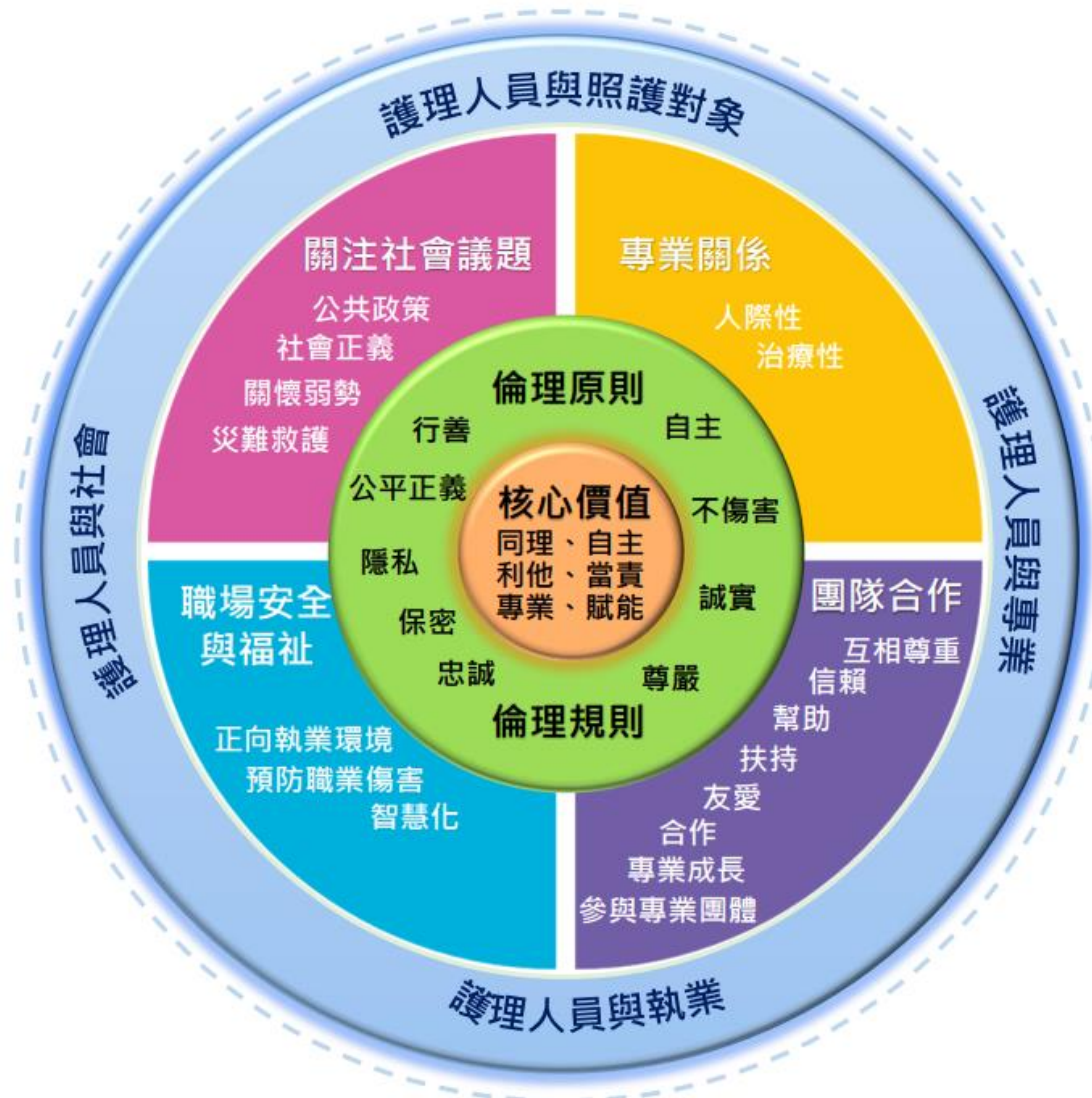 護理人員與照護對象
護理人員與社會
護理人員與專業
護理人員與執業
關注社會議題
公共政策
社會正義
關懷弱勢
災難救護
專業關係
人際性
治療性
倫理原則
行善
自主
公平正義
不傷害
隱私
誠實
保密
忠誠
尊嚴
倫理規則
核心價值
同理、自主
利他、當責
專業、賦能
職場安全
與福祉
正向執業環境
預防職業傷害
智慧化
團隊合作
互相尊重
信賴
幫助
扶持
友愛
合作
專業成長
參與專業團體